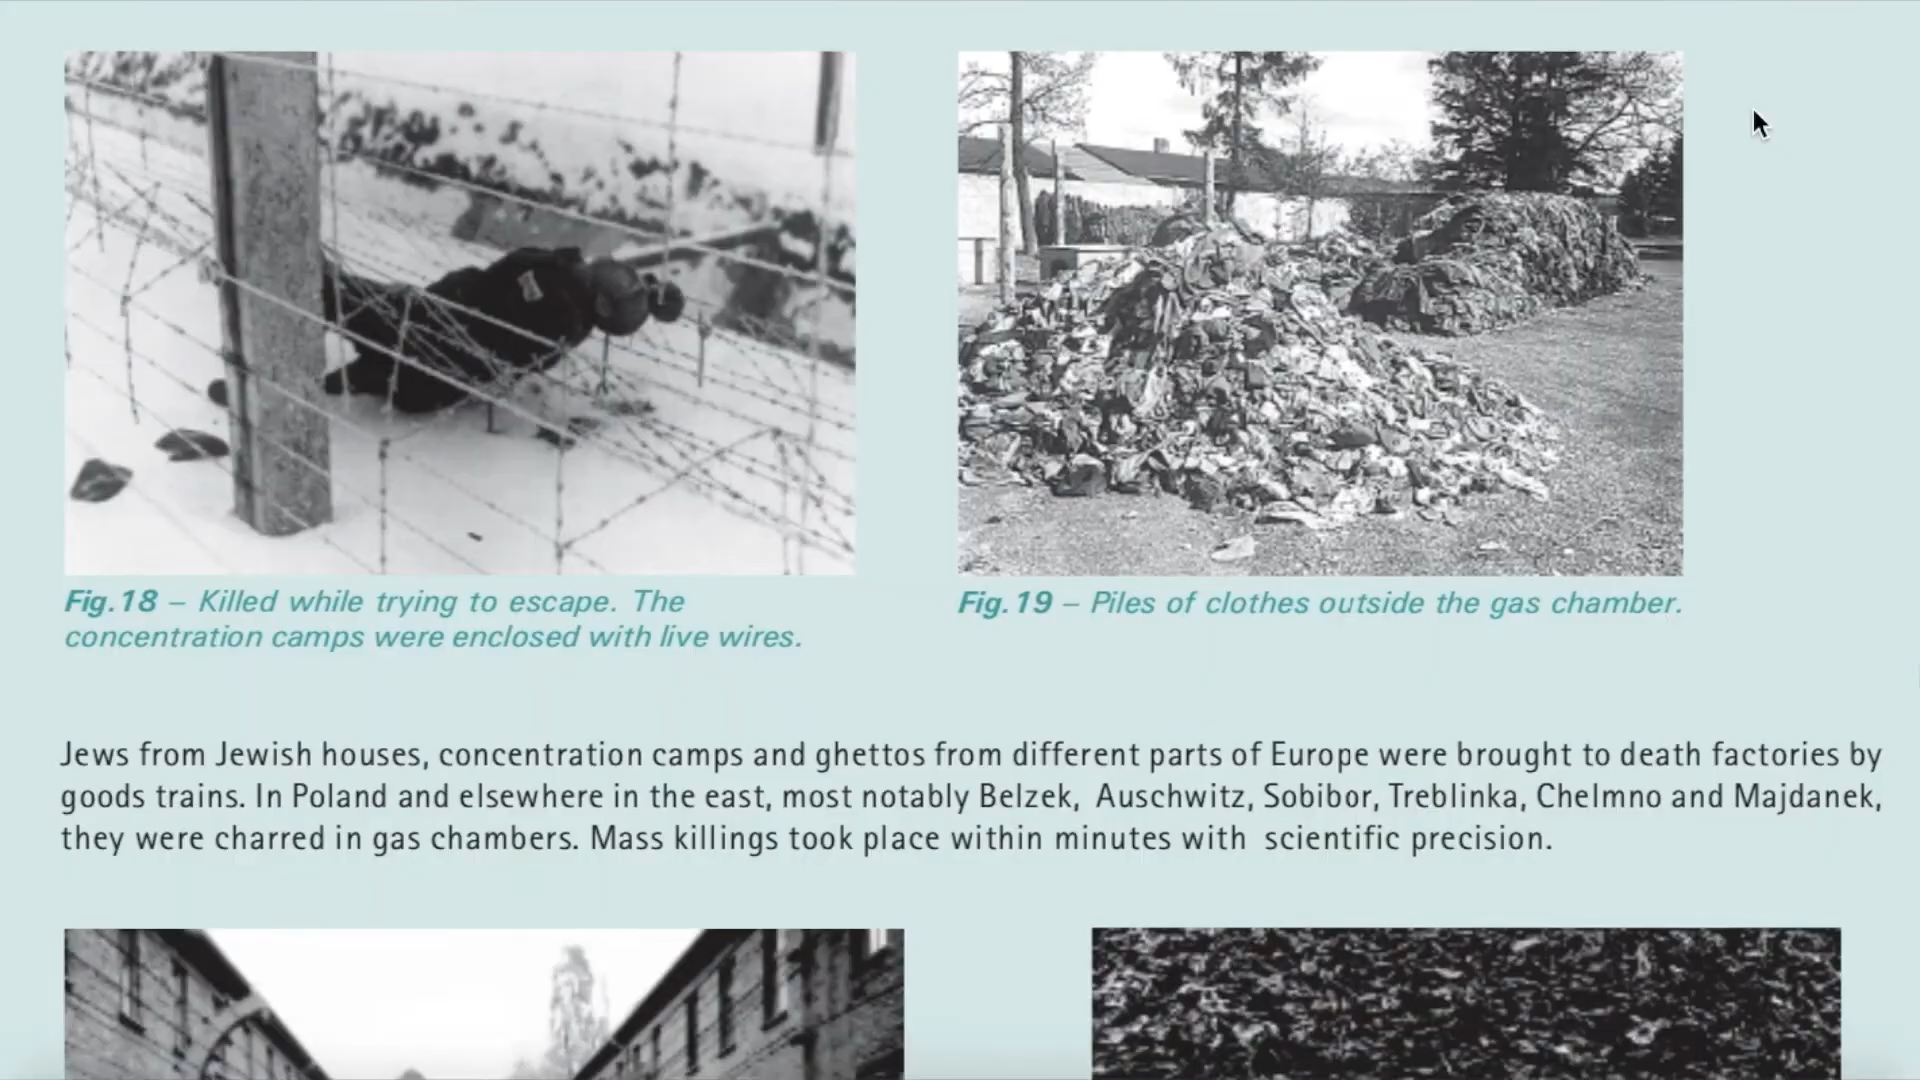 Fig.18 – Killed while trying to escape. The
concentration camps were enclosed with live wires.
Fig.19 – Piles of clothes outside the gas chamber.
Jews from Jewish houses, concentration camps and ghettos from different parts of Europe were brought to death factories by
goods trains. In Poland and elsewhere in the east, most notably Belzek, Auschwitz, Sobibor, Treblinka, Chelmno and Majdanek,
they were charred in gas chambers. Mass killings took place within minutes with scientific precision.